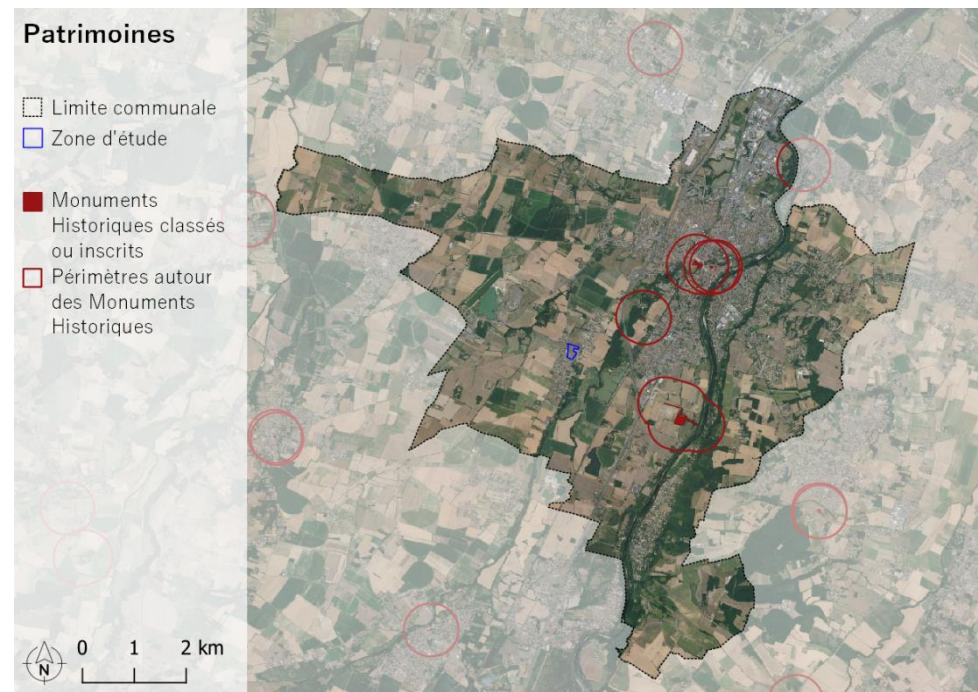 Patrimoines
Limite communale
Zone d'étude
Monuments
Historiques classés
ou inscrits
Périmètres autour
des Monuments
Historiques
N
0 1 2 km